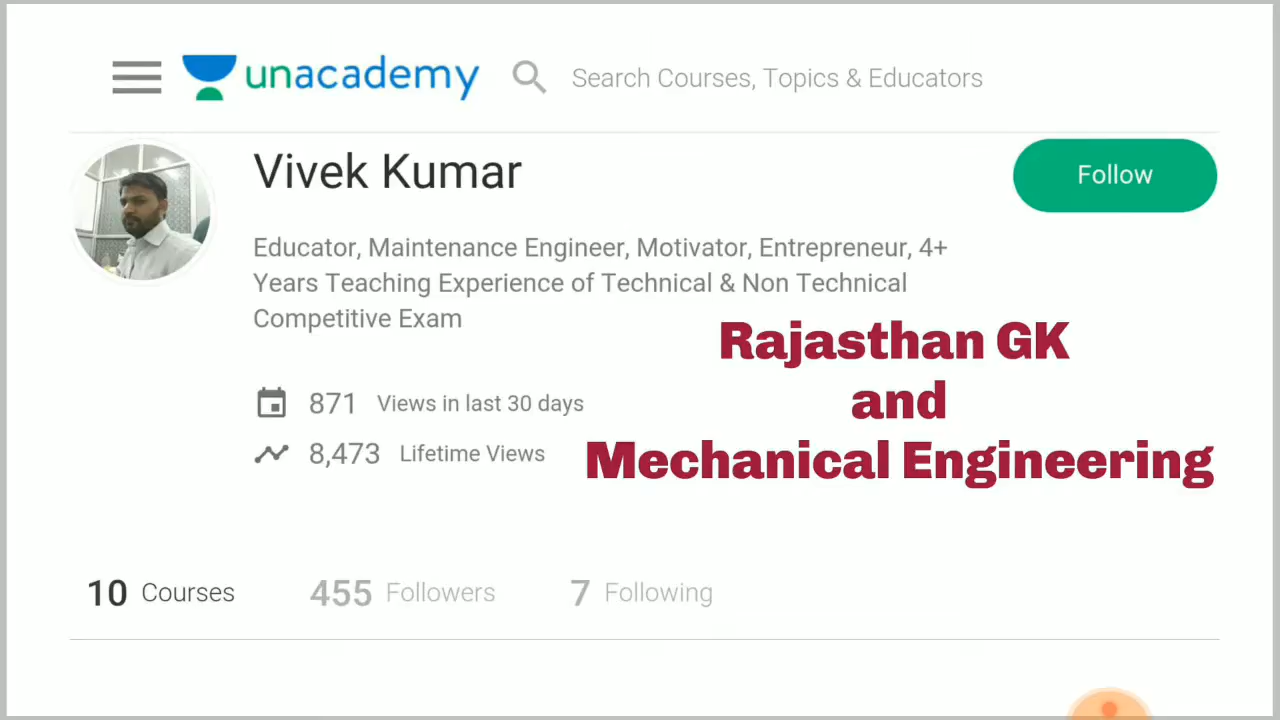 unacademy
Search Courses, Topics & Educators
Vivek Kumar
Follow
Educator, Maintenance Engineer, Motivator, Entrepreneur, 4+
Years Teaching Experience of Technical & Non Technical
Competitive Exam
Rajasthan GK
and
Mechanical Engineering
871 Views in last 30 days
8,473 Lifetime Views
10 Courses 455 Followers 7 Following